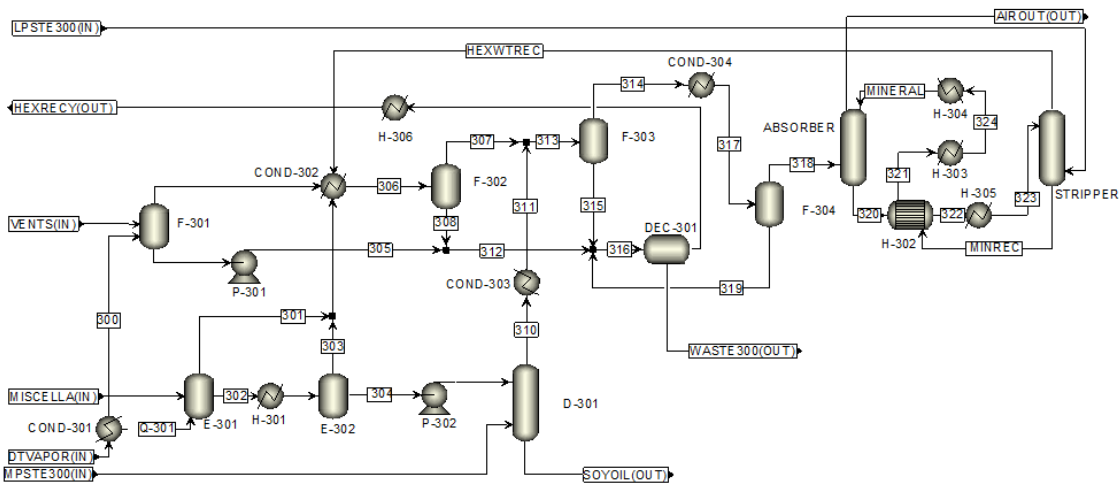 AIROUT(OUT)
LPSTE300(IN)
HEXWTREC
COND-304
314
MINERAL
H-304
HEXRECY(OUT)
H-306
307
313
F-303
ABSORBER
324
317
COND-302
321
H-303
318
306
F-302
311
H-305
323
STRIPPER
308
315
F-304
VENTS(IN)
F-301
305
312
316
DEC-301
320
322
H-302
MINREC
P-301
COND-303
319
300
301
310
303
WASTE300(OUT)
MISCELLA(IN)
302
304
E-301
H-301
E-302
P-302
D-301
COND-301
Q-301
DTVAPOR(IN)
MPSTE300(IN)
SOYOIL(OUT)